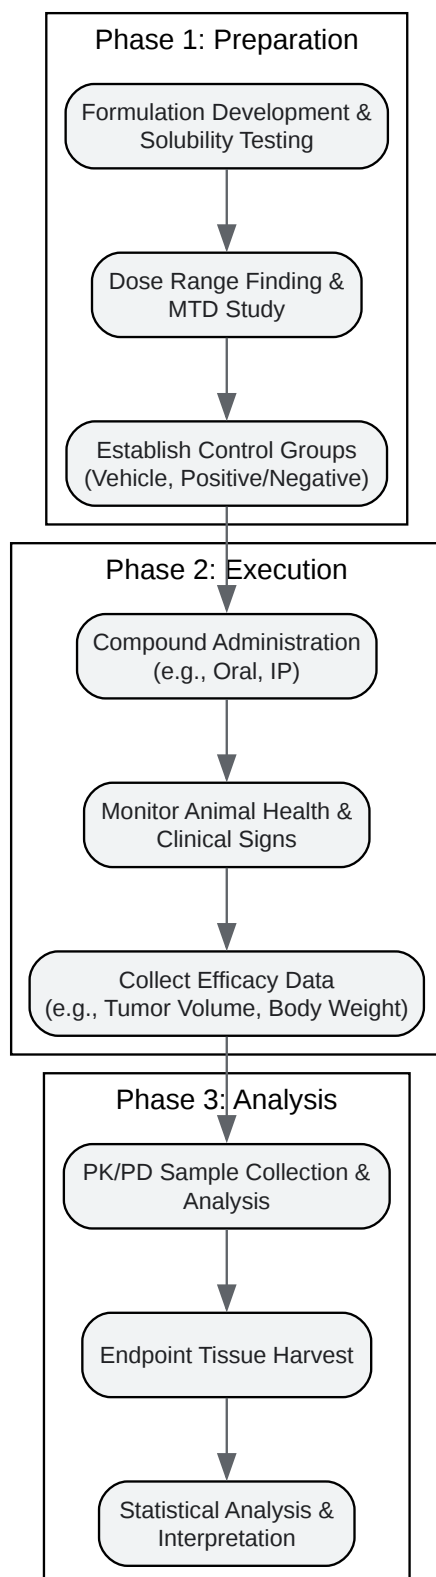 Phase 1: Preparation
Formulation Development &
Solubility Testing
Dose Range Finding &
MTD Study
Establish Control Groups
(Vehicle, Positive/Negative)
Phase 2: Execution
Compound Administration
(e.g., Oral, IP)
Monitor Animal Health &
Clinical Signs
Collect Efficacy Data
(e.g., Tumor Volume, Body Weight)
Phase 3: Analysis
PK/PD Sample Collection &
Analysis
Endpoint Tissue Harvest
Statistical Analysis &
Interpretation